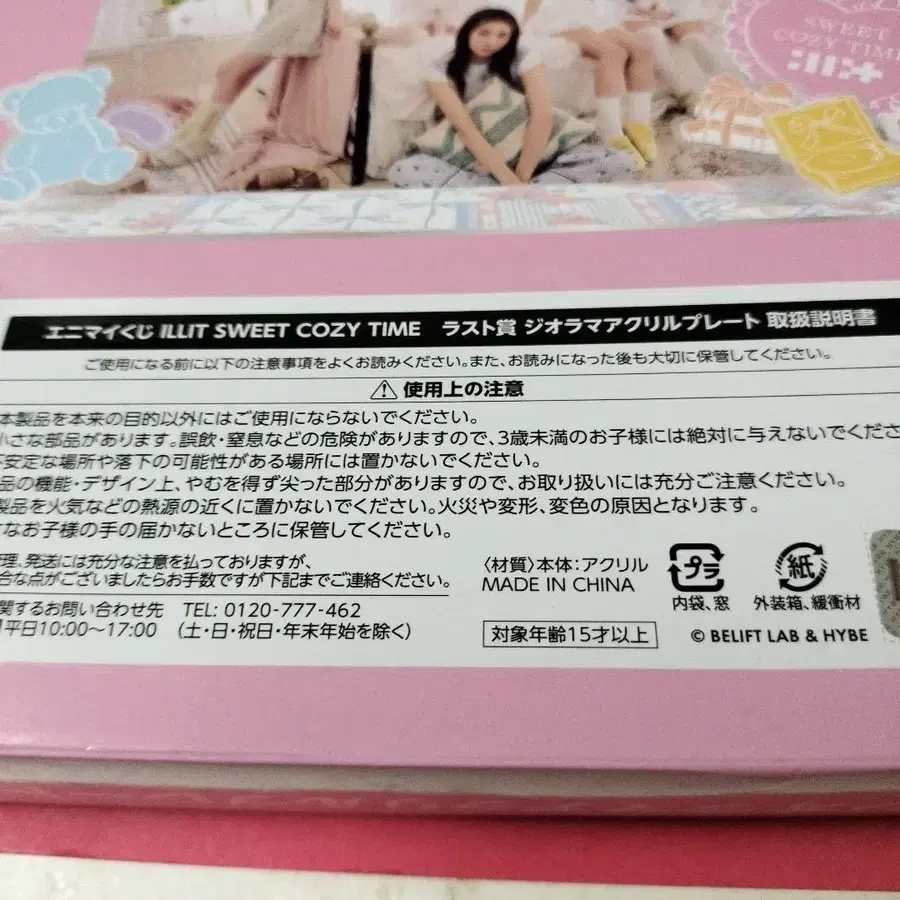 SWEET
COZY TIME
エニマイくじ ILLIT SWEET COZY TIME ラスト賞 ジオラマアクリルプレート 取扱説明書
ご使用になる前に以下の注意事項をよくお読みください。また、お読みになった後も大切に保管してください。
使用上の注意
本製品を本来の目的以外にはご使用にならないでください。
小さな部品があります。誤飲・窒息などの危険がありますので、3歳未満のお子様には絶対に与えないでくださ
不安定な場所や落下の可能性がある場所には置かないでください。
品の機能・デザイン上、やむを得ず尖った部分がありますので、お取り扱いには充分ご注意ください。
製品を火気などの熱源の近くに置かないでください。火災や変形、変色の原因となります。
なお子様の手の届かないところに保管してください。
管理、発送には充分な注意を払っておりますが、
合な点がございましたらお手数ですが下記までご連絡ください。
関するお問い合わせ先 TEL: 0120-777-462
平日10:00〜17:00 (土・日・祝日・年末年始を除く)
〈材質〉本体:アクリル
MADE IN CHINA
対象年齢15才以上
プラ
内袋、窓
紙
外装箱、緩衝材
© BELIFT LAB & HYBE